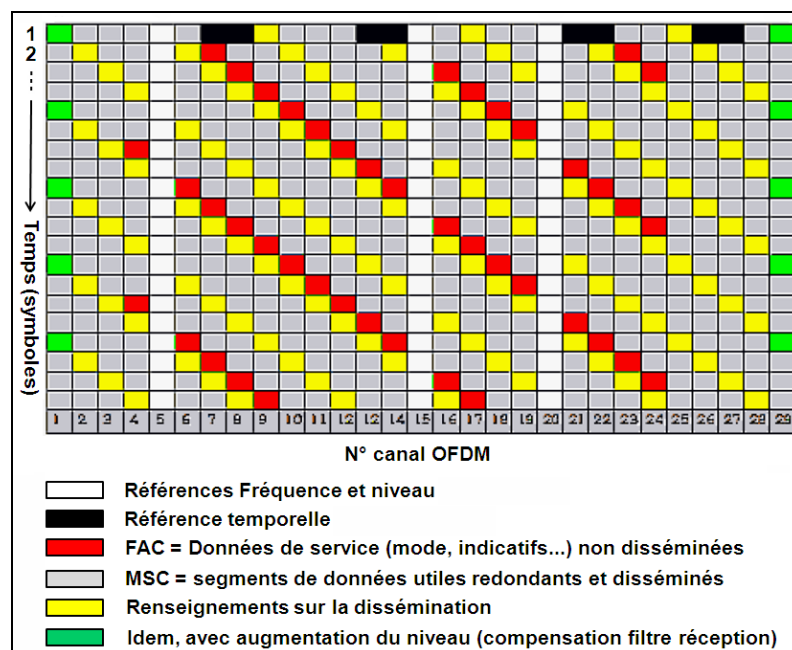 1
2
...
Temps (symboles)
1 2 3 4 5 6 7 8 9 10 11 12 12 14 15 16 17 18 19 20 21 22 23 24 25 26 27 28 29
N° canal OFDM
Références Fréquence et niveau
Référence temporelle
FAC = Données de service (mode, indicatifs...) non disséminées
MSC = segments de données utiles redondants et disséminés
Renseignements sur la dissémination
Idem, avec augmentation du niveau (compensation filtre réception)